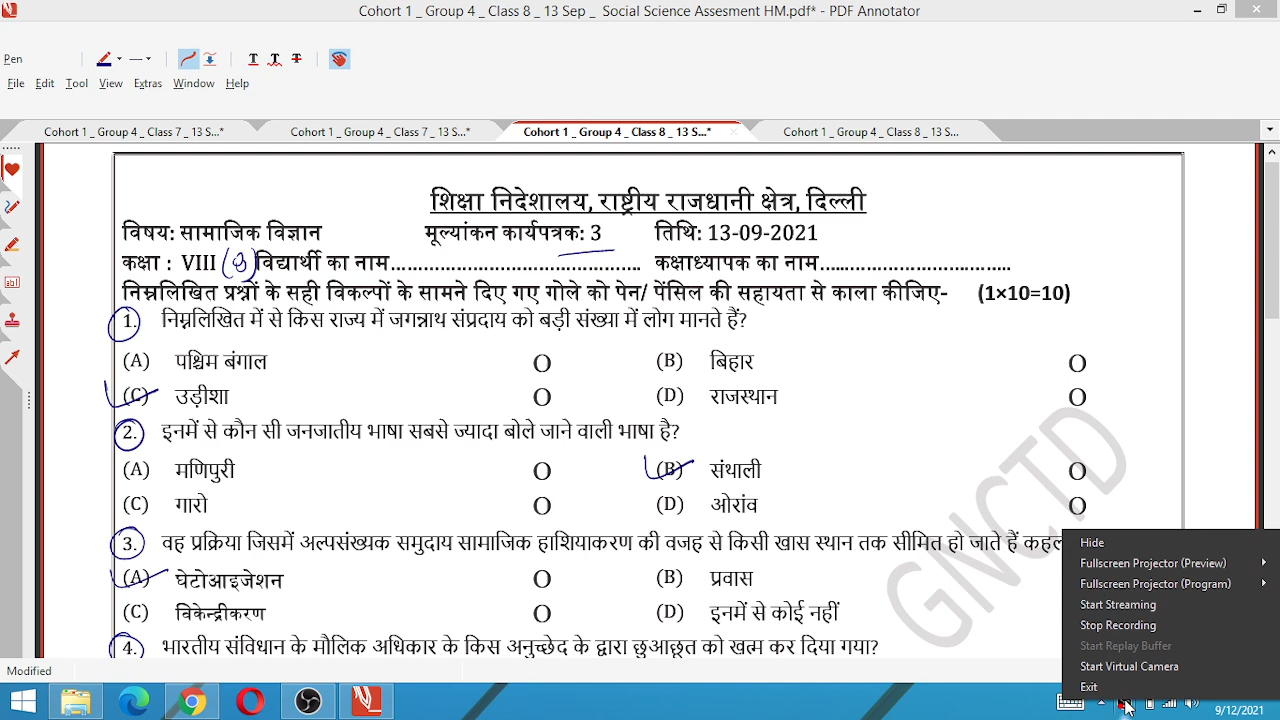 Cohort 1 _ Group 4 _ Class 8 _ 13 Sep _ Social Science Assesment HM.pdf* - PDF Annotator
Pen
File Edit Tool View Extras Window Help
Cohort 1 _ Group 4 _ Class 7 _ 13 S...* Cohort 1 _ Group 4 _ Class 7 _ 13 S...* Cohort 1 _ Group 4 _ Class 8 _ 13 S...* Cohort 1 _ Group 4 _ Class 8 _ 13 S...
शिक्षा निदेशालय, राष्ट्रीय राजधानी क्षेत्र, दिल्ली
विषय: सामाजिक विज्ञान मूल्यांकन कार्यपत्रक: 3 तिथि: 13-09-2021
कक्षा : VIII (8) विद्यार्थी का नाम……………………………………. कक्षाध्यापक का नाम…..……………………………..
निम्नलिखित प्रश्नों के सही विकल्पों के सामने दिए गए गोले को पेन/ पेंसिल की सहायता से काला कीजिए- (1×10=10)
1. निम्नलिखित में से किस राज्य में जगन्नाथ संप्रदाय को बड़ी संख्या में लोग मानते हैं?
(A) पश्चिम बंगाल O (B) बिहार O
(C) उड़ीशा O (D) राजस्थान O
2. इनमें से कौन सी जनजातीय भाषा सबसे ज्यादा बोले जाने वाली भाषा है?
(A) मणिपुरी O (B) संथाली O
(C) गारो O (D) ओरांव O
3. वह प्रक्रिया जिसमें अल्पसंख्यक समुदाय सामाजिक हाशियाकरण की वजह से किसी खास स्थान तक सीमित हो जाते हैं कहल
(A) घेटोआइजेशन O (B) प्रवास
(C) विकेन्द्रीकरण O (D) इनमें से कोई नहीं
4. भारतीय संविधान के मौलिक अधिकार के किस अनुच्छेद के द्वारा छुआछूत को खत्म कर दिया गया?
GNCTD
Hide
Fullscreen Projector (Preview)
Fullscreen Projector (Program)
Start Streaming
Stop Recording
Start Replay Buffer
Start Virtual Camera
Exit
Modified
9/12/2021